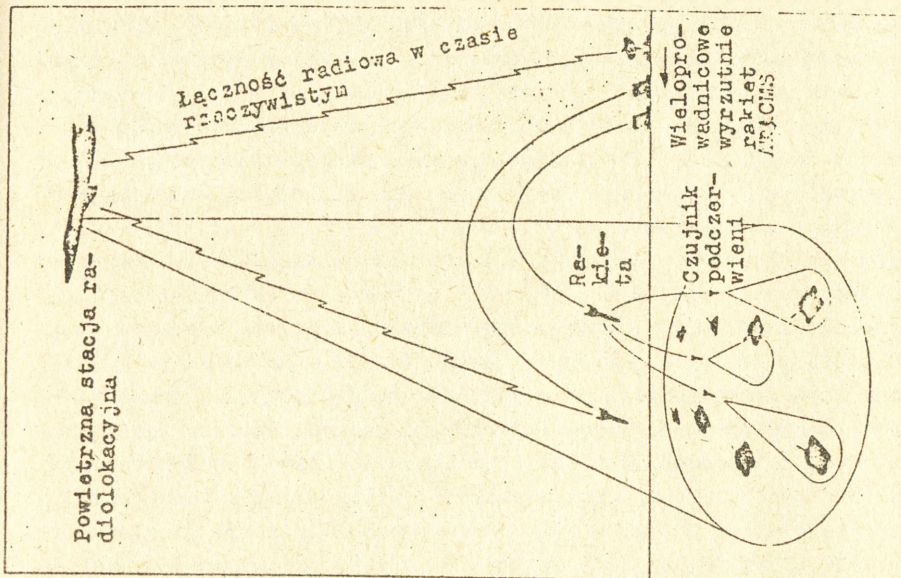 Powietrzna stacja ra-
diolokacyjna
Łączność radiowa w czasie
rzeczywistym
Ra-
kie-
ta
Czujnik
podczer-
wieni
Wielopro-
wadnicowe
wyrzutnie
rakiet